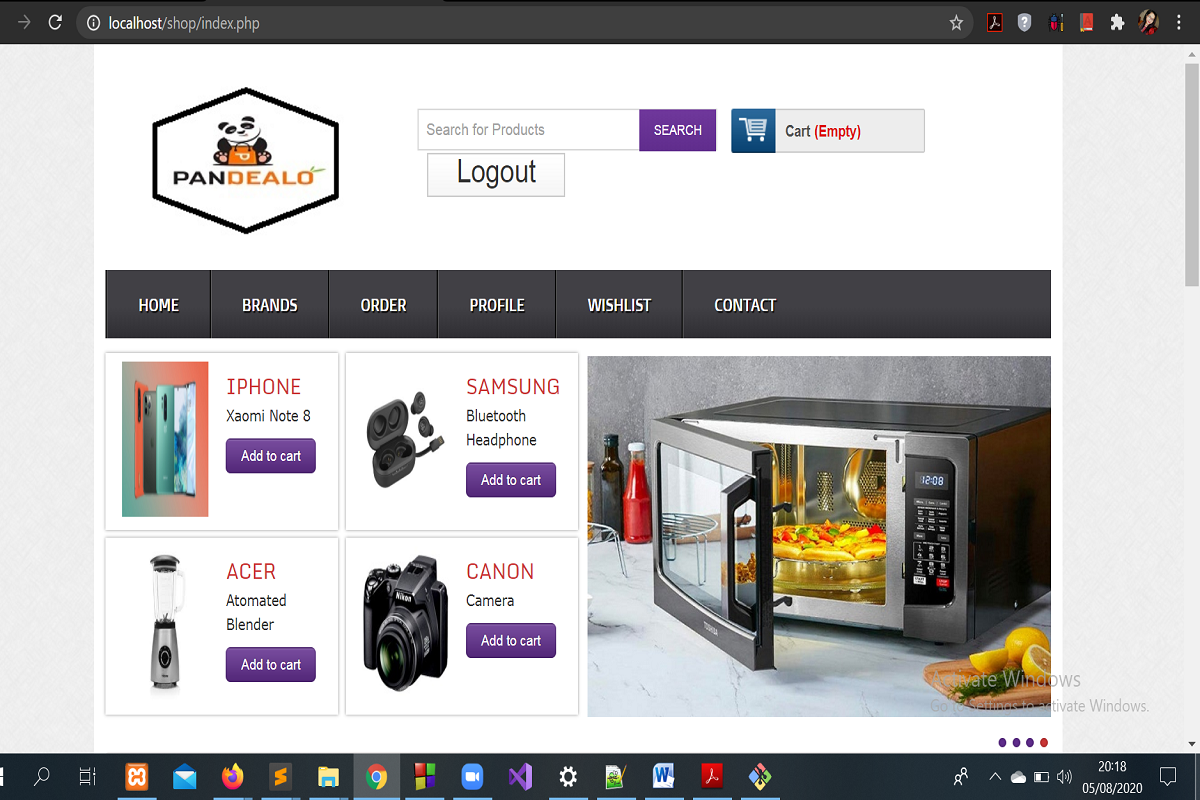 localhost/shop/index.php
PANDEALO
Search for Products
SEARCH
Cart (Empty)
Logout
HOME
BRANDS
ORDER
PROFILE
WISHLIST
CONTACT
IPHONE
Xaomi Note 8
Add to cart
SAMSUNG
Bluetooth
Headphone
Add to cart
12:08
TOSHIBA
ACER
Atomated
Blender
Add to cart
CANON
Camera
Add to cart
Nikon
Activate Windows
Go to Settings to activate Windows.
20:18
05/08/2020